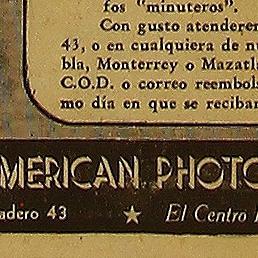 fos "minuteros".
Con gusto atenderem
43, o en cualquiera de nu
bla, Monterrey o Mazatl
C.O.D. o correo reembols
mo día en que se reciban
MERICAN PHOTO
adero 43 ★ El Centro